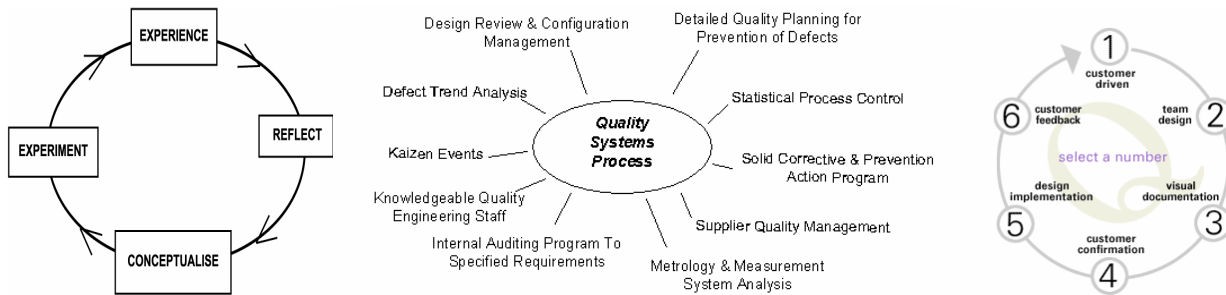 EXPERIENCE
REFLECT
CONCEPTUALISE
EXPERIMENT
Quality
Systems
Process
Design Review & Configuration
Management
Detailed Quality Planning for
Prevention of Defects
Statistical Process Control
Solid Corrective & Prevention
Action Program
Supplier Quality Management
Metrology & Measurement
System Analysis
Internal Auditing Program To
Specified Requirements
Knowledgeable Quality
Engineering Staff
Kaizen Events
Defect Trend Analysis
1
customer
driven
2
team
design
3
visual
documentation
4
customer
confirmation
5
design
implementation
6
customer
feedback
select a number
Q